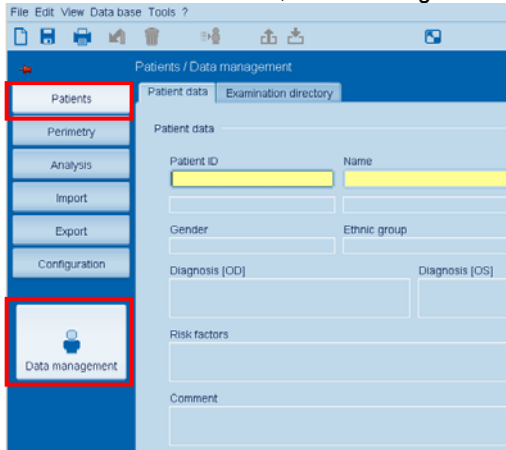 File Edit View Data base Tools ?
Patients / Data management
Patients
Patient data Examination directory
Perimetry
Patient data
Analysis
Patient ID Name
Import
Export
Gender Ethnic group
Configuration
Diagnosis [OD] Diagnosis [OS]
Risk factors
Data management
Comment